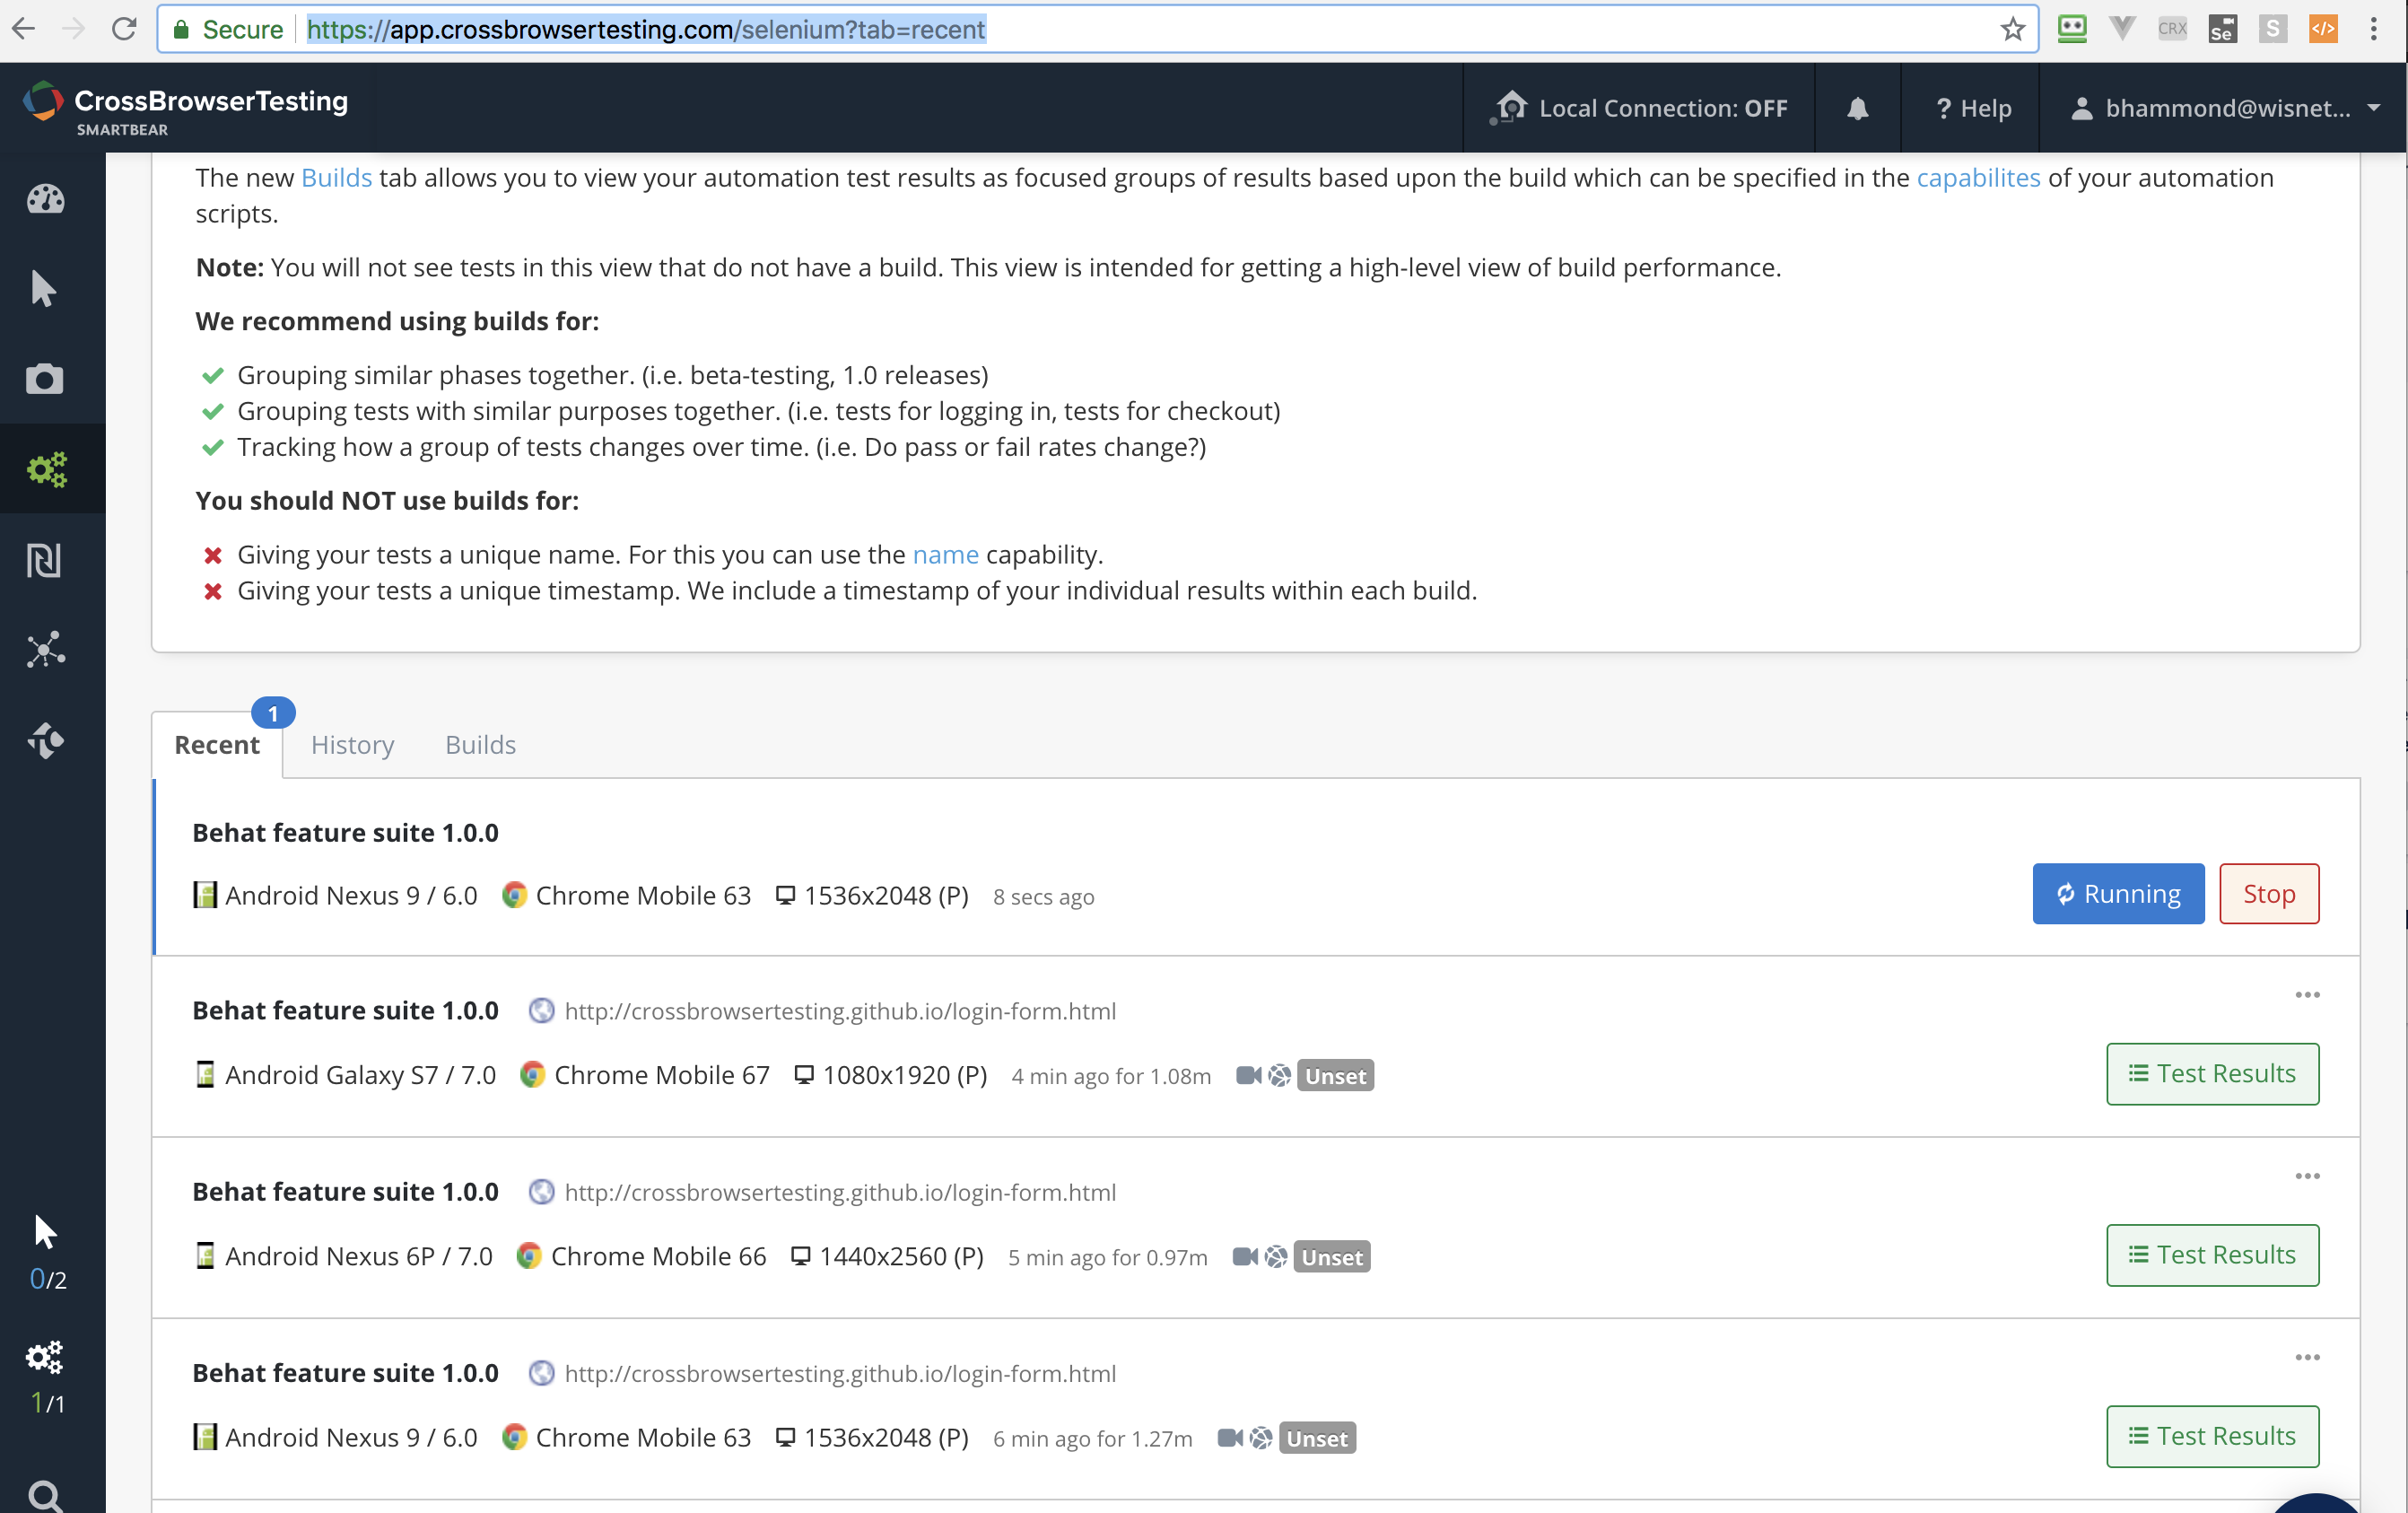 Secure https://app.crossbrowsertesting.com/selenium?tab=recent
CRX Se S </>
CrossBrowserTesting
SMARTBEAR
Local Connection: OFF
? Help
bhammond@wisnet...
The new Builds tab allows you to view your automation test results as focused groups of results based upon the build which can be specified in the capabilites of your automation
scripts.
Note: You will not see tests in this view that do not have a build. This view is intended for getting a high-level view of build performance.
We recommend using builds for:
Grouping similar phases together. (i.e. beta-testing, 1.0 releases)
Grouping tests with similar purposes together. (i.e. tests for logging in, tests for checkout)
Tracking how a group of tests changes over time. (i.e. Do pass or fail rates change?)
You should NOT use builds for:
Giving your tests a unique name. For this you can use the name capability.
Giving your tests a unique timestamp. We include a timestamp of your individual results within each build.
1
Recent History Builds
Behat feature suite 1.0.0
Android Nexus 9 / 6.0 Chrome Mobile 63 1536x2048 (P) 8 secs ago
Running Stop
Behat feature suite 1.0.0 http://crossbrowsertesting.github.io/login-form.html
Android Galaxy S7 / 7.0 Chrome Mobile 67 1080x1920 (P) 4 min ago for 1.08m Unset
Test Results
Behat feature suite 1.0.0 http://crossbrowsertesting.github.io/login-form.html
Android Nexus 6P / 7.0 Chrome Mobile 66 1440x2560 (P) 5 min ago for 0.97m Unset
Test Results
Behat feature suite 1.0.0 http://crossbrowsertesting.github.io/login-form.html
Android Nexus 9 / 6.0 Chrome Mobile 63 1536x2048 (P) 6 min ago for 1.27m Unset
Test Results
0/2
1/1